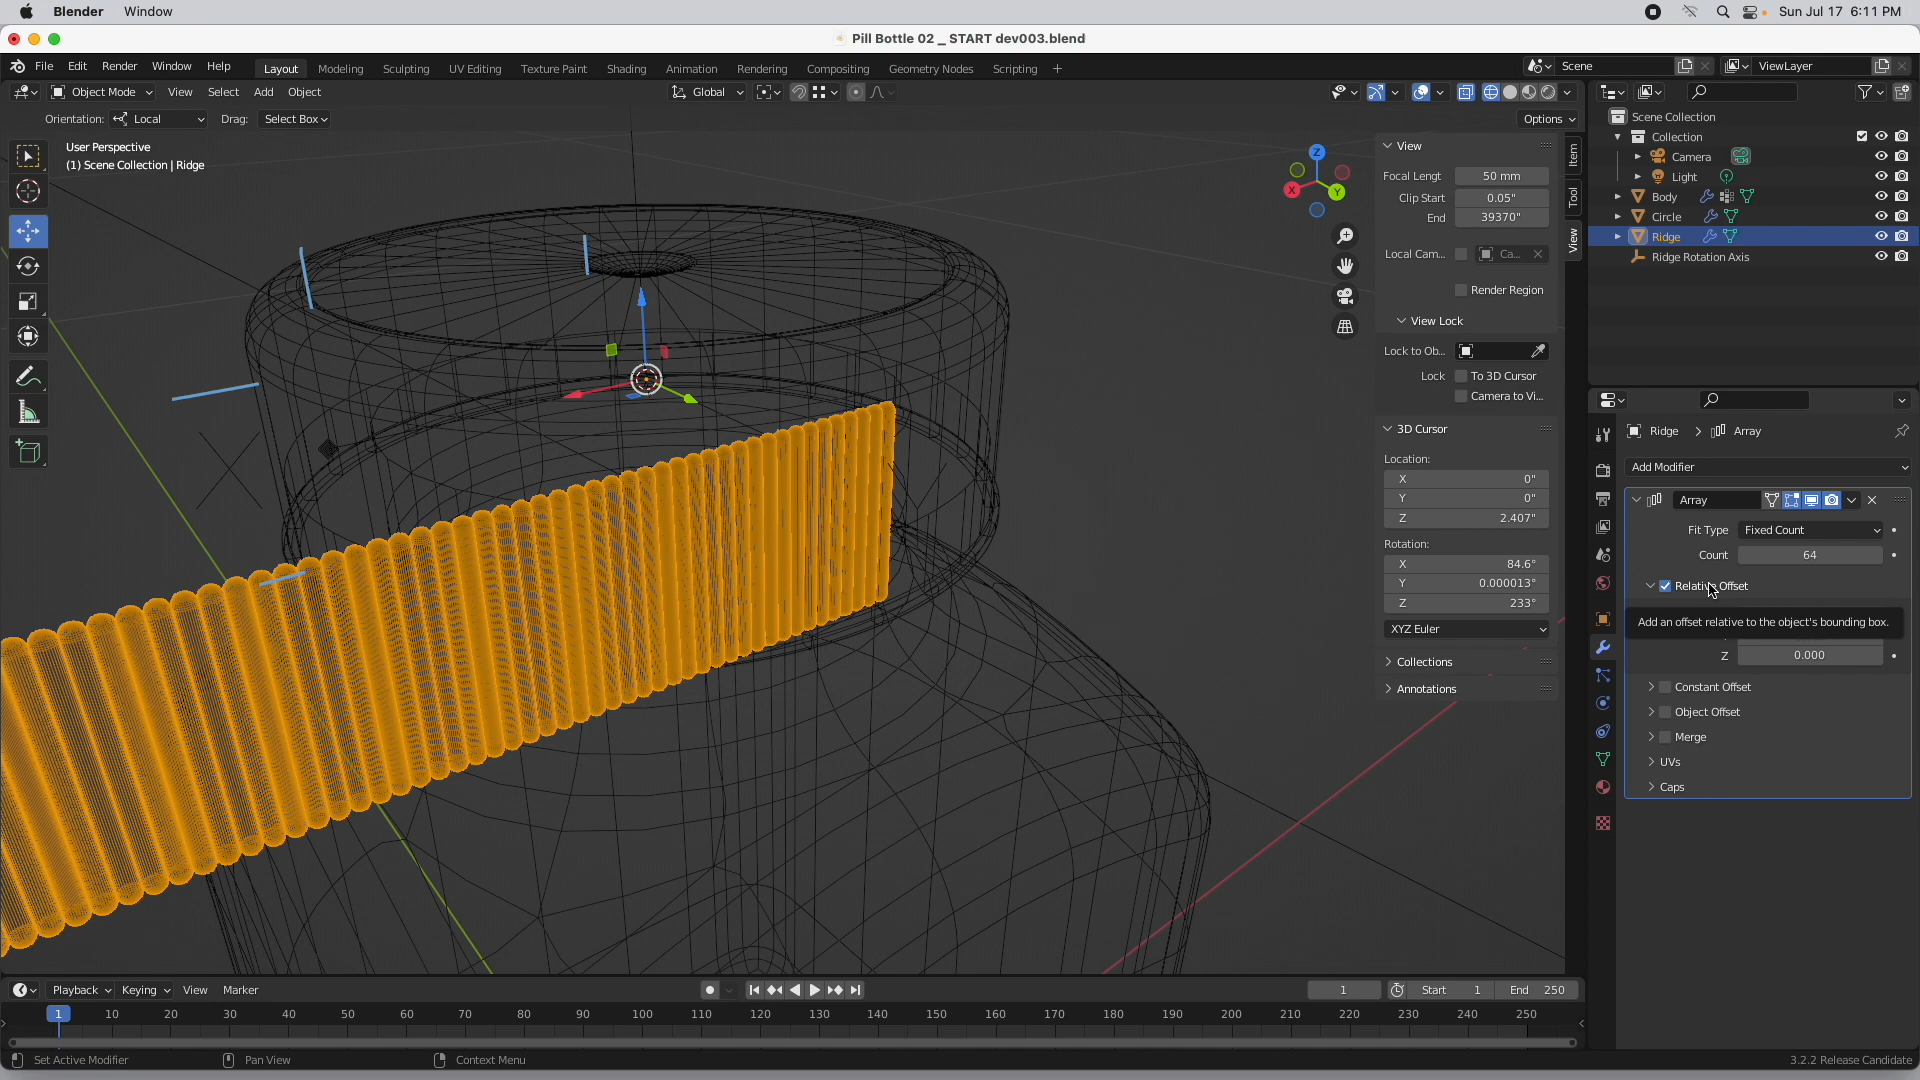 Blender Window Sun Jul 17 6:11 PM
Pill Bottle 02 _ START dev003.blend
File Edit Render Window Help Layout Modeling Sculpting UV Editing Texture Paint Shading Animation Rendering Compositing Geometry Nodes Scripting + Scene ViewLayer
Object Mode View Select Add Object Global
Orientation: Local Drag: Select Box Options
User Perspective
(1) Scene Collection | Ridge
Z
X
Y
View
Focal Lengt 50 mm
Clip Start 0.05"
End 39370"
Local Cam... Ca...
Render Region
View Lock
Lock to Ob...
Lock To 3D Cursor
Camera to Vi...
3D Cursor
Location:
X 0"
Y 0"
Z 2.407"
Rotation:
X 84.6°
Y 0.000013°
Z 233°
XYZ Euler
Collections
Annotations
Item
Tool
View
Scene Collection
Collection
Camera
Light
Body
Circle
Ridge
Ridge Rotation Axis
Ridge > Array
Add Modifier
Array
Fit Type Fixed Count
Count 64
Relative Offset
Add an offset relative to the object's bounding box.
Z 0.000
Constant Offset
Object Offset
Merge
UVs
Caps
Playback Keying View Marker 1 Start 1 End 250
1 10 20 30 40 50 60 70 80 90 100 110 120 130 140 150 160 170 180 190 200 210 220 230 240 250
Set Active Modifier Pan View Context Menu 3.2.2 Release Candidate